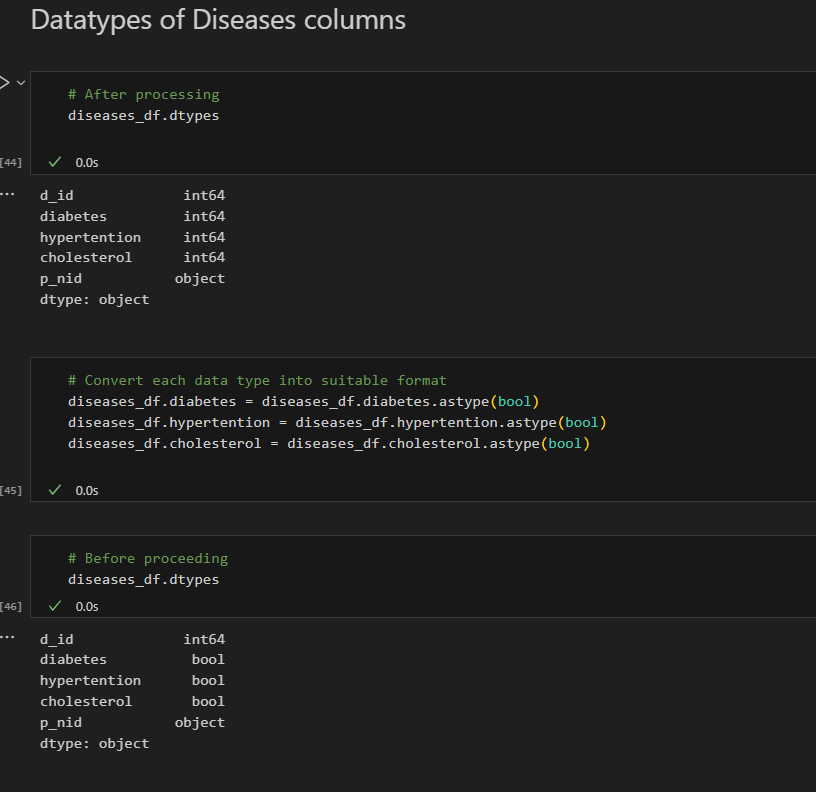 Datatypes of Diseases columns
# After processing
diseases_df.dtypes
[44]
0.0s
...
d_id int64
diabetes int64
hypertention int64
cholesterol int64
p_nid object
dtype: object
# Convert each data type into suitable format
diseases_df.diabetes = diseases_df.diabetes.astype(bool)
diseases_df.hypertention = diseases_df.hypertention.astype(bool)
diseases_df.cholesterol = diseases_df.cholesterol.astype(bool)
[45]
0.0s
# Before proceeding
diseases_df.dtypes
[46]
0.0s
...
d_id int64
diabetes bool
hypertention bool
cholesterol bool
p_nid object
dtype: object